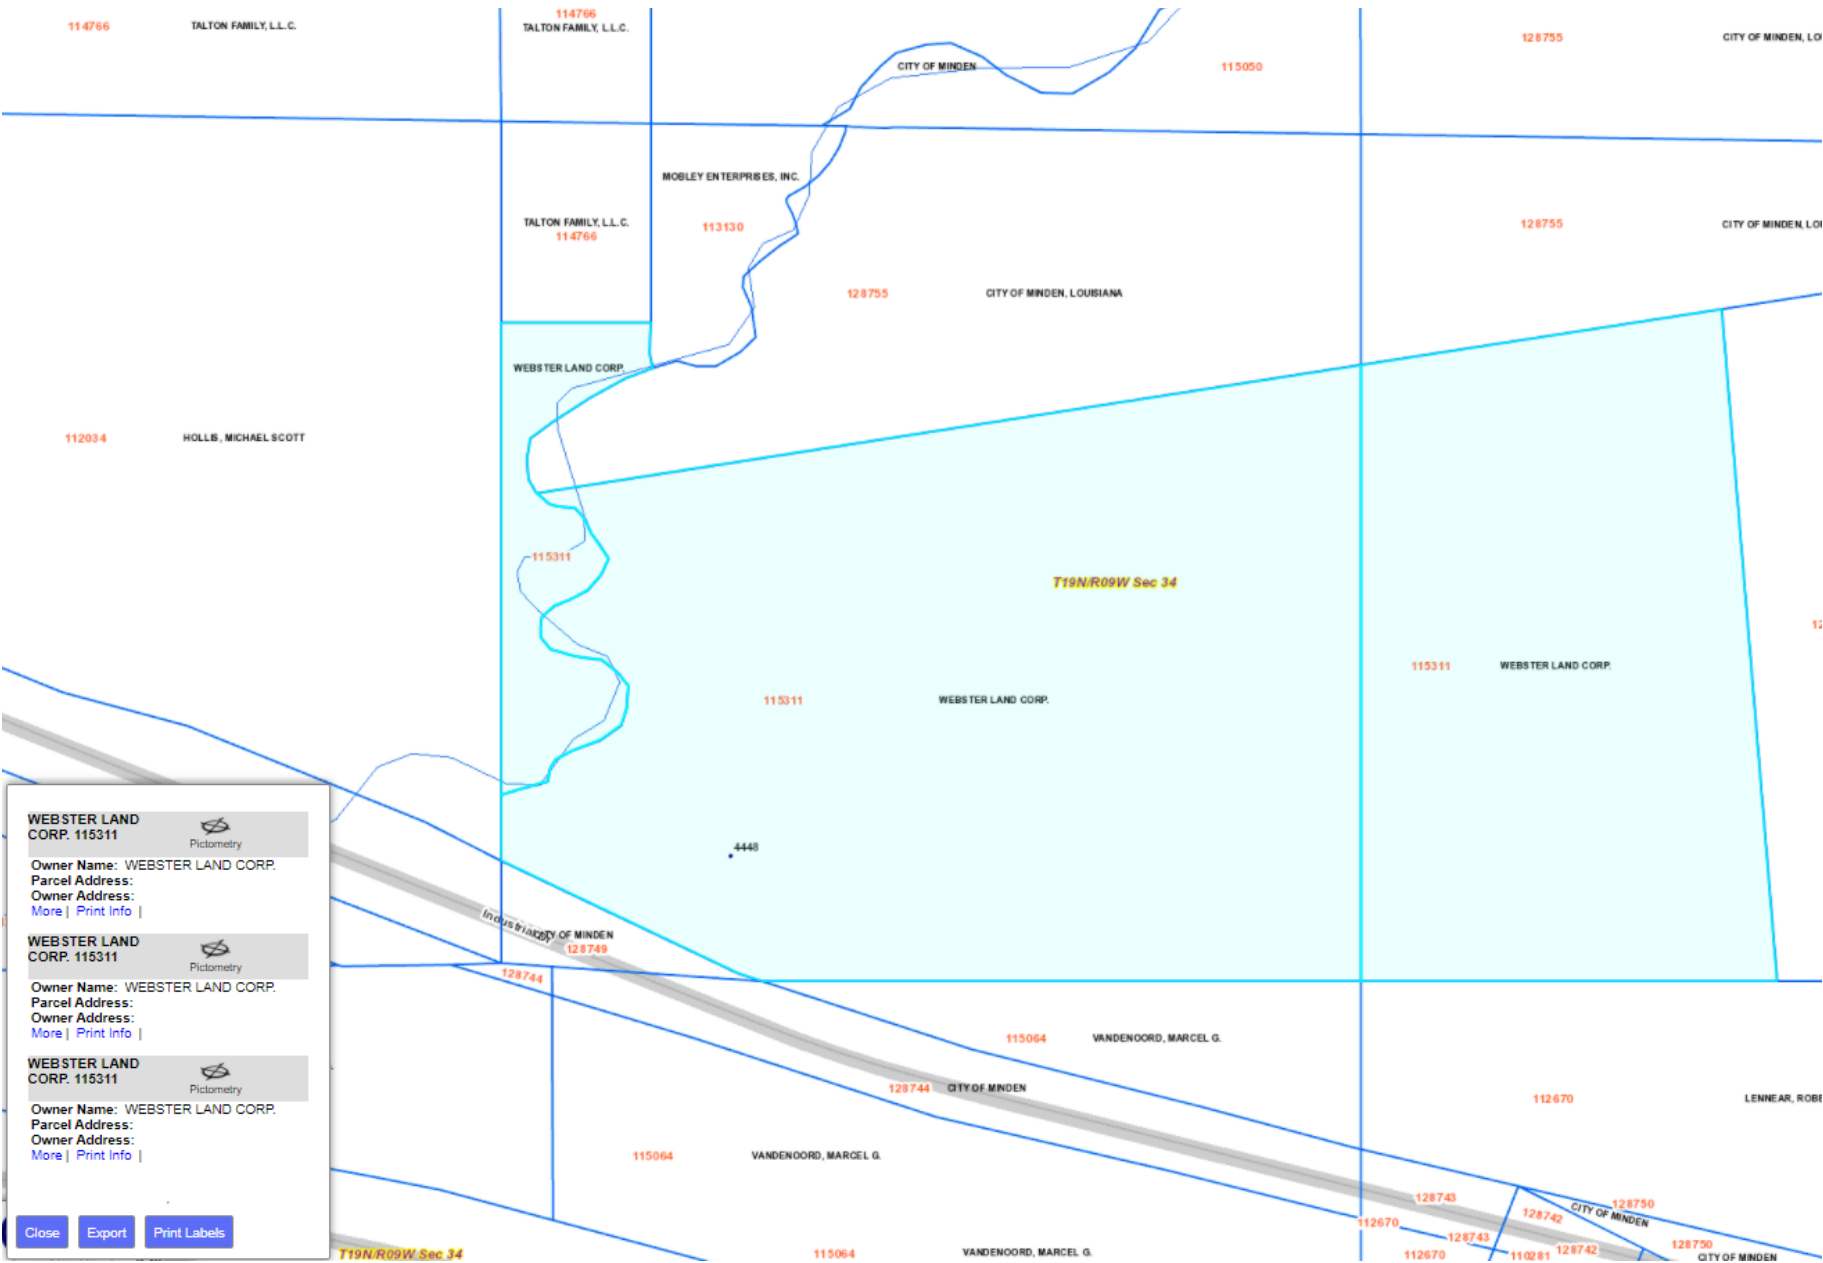 114766
TALTON FAMILY, L.L.C.
114766
TALTON FAMILY, L.L.C.
CITY OF MINDEN
115050
128755
CITY OF MINDEN, LO
MOBLEY ENTERPRISES, INC.
113130
TALTON FAMILY, L.L.C.
114766
128755
CITY OF MINDEN, LO
128755
CITY OF MINDEN, LOUISIANA
WEBSTER LAND CORP.
112034
HOLLIS, MICHAEL SCOTT
115311
T19N/R09W Sec 34
12
115311
WEBSTER LAND CORP.
115311
WEBSTER LAND CORP.
4448
Industrial
CITY OF MINDEN
128749
128744
115064
VANDENOORD, MARCEL G.
128744
CITY OF MINDEN
112670
LENNEAR, ROBE
115064
VANDENOORD, MARCEL G.
128743
128750
128742
CITY OF MINDEN
112670
128743
128742
128750
112670
110281
CITY OF MINDEN
115064
VANDENOORD, MARCEL G.
T19N/R09W Sec 34
WEBSTER LAND
CORP. 115311
Pictometry
Owner Name: WEBSTER LAND CORP.
Parcel Address:
Owner Address:
More | Print Info |
WEBSTER LAND
CORP. 115311
Pictometry
Owner Name: WEBSTER LAND CORP.
Parcel Address:
Owner Address:
More | Print Info |
WEBSTER LAND
CORP. 115311
Pictometry
Owner Name: WEBSTER LAND CORP.
Parcel Address:
Owner Address:
More | Print Info |
Close
Export
Print Labels